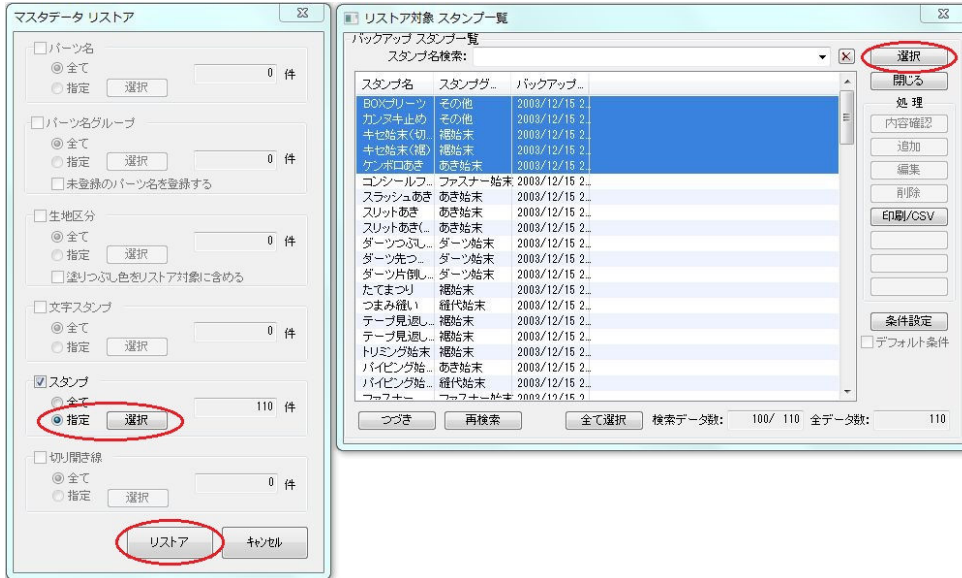 マスタデータ リストア
パーツ名
全て
0 件
指定 選択
パーツ名グループ
全て
0 件
指定 選択
未登録のパーツ名を登録する
生地区分
全て
0 件
指定 選択
塗りつぶし色をリストア対象に含める
文字スタンプ
全て
0 件
指定 選択
スタンプ
全て
110 件
指定 選択
切り開き線
全て
0 件
指定 選択
リストア キャンセル
リストア対象 スタンプ一覧
バックアップ スタンプ一覧
スタンプ名検索:
スタンプ名 スタンプグ... バックアップ...
BOXプリーツ その他 2003/12/15 2...
カンヌキ止め その他 2003/12/15 2...
キセ始末(切... 裾始末 2003/12/15 2...
キセ始末(裾) 裾始末 2003/12/15 2...
ケンボロあき あき始末 2003/12/15 2...
コンシールフ... ファスナー始末 2003/12/15 2...
スラッシュあき あき始末 2003/12/15 2...
スリットあき あき始末 2003/12/15 2...
スリットあき(... あき始末 2003/12/15 2...
ダーツつぶし... ダーツ始末 2003/12/15 2...
ダーツ先つ... ダーツ始末 2003/12/15 2...
ダーツ片倒し... ダーツ始末 2003/12/15 2...
たてまつり 裾始末 2003/12/15 2...
つまみ縫い 縫代始末 2003/12/15 2...
テープ見返し... 裾始末 2003/12/15 2...
テープ見返し... 裾始末 2003/12/15 2...
トリミング始末 裾始末 2003/12/15 2...
パイピング始... あき始末 2003/12/15 2...
パイピング始... 縫代始末 2003/12/15 2...
ファスナー... ファスナー始末 2003/12/15 2...
つづき 再検索 全て選択 検索データ数: 100/ 110 全データ数: 110
選択
閉じる
処 理
内容確認
追加
編集
削除
印刷/CSV
条件設定
デフォルト条件